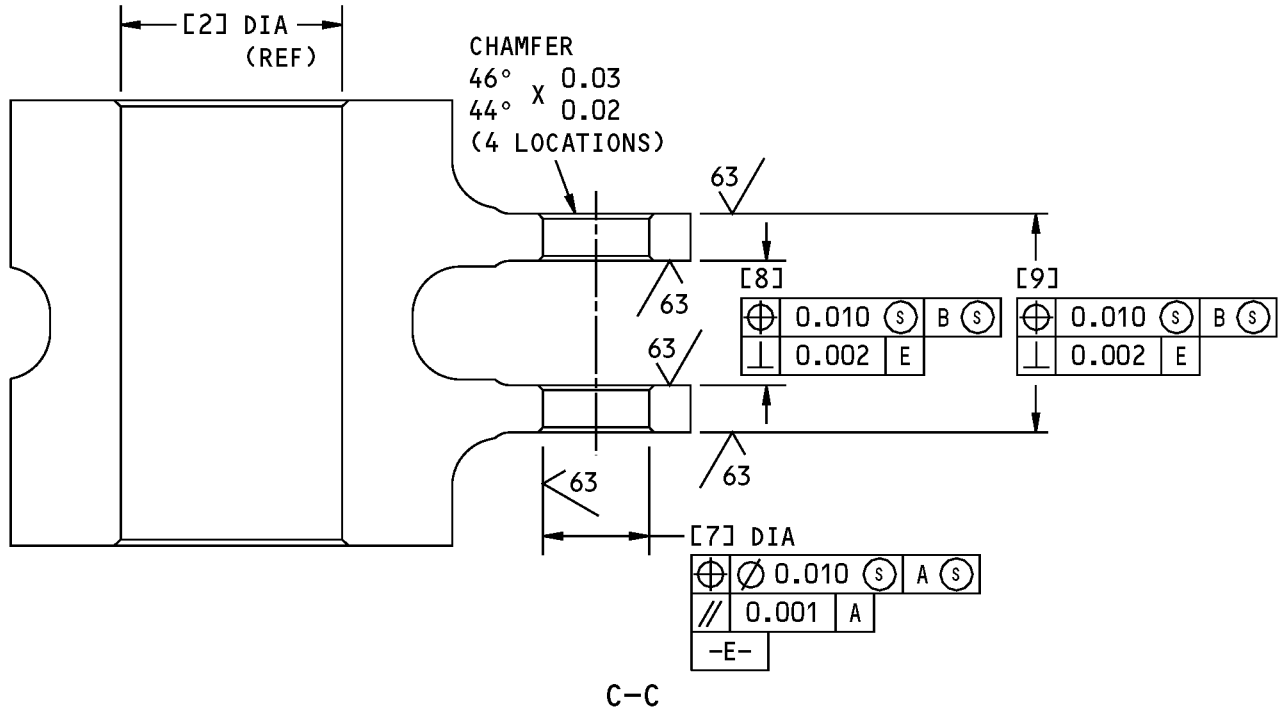 [2] DIA
(REF)
CHAMFER
46° X 0.03
44° 0.02
(4 LOCATIONS)
63
63
63
63
63
[8]
⌖ 0.010 Ⓢ B Ⓢ
⟂ 0.002 E
[9]
⌖ 0.010 Ⓢ B Ⓢ
⟂ 0.002 E
[7] DIA
⌖ ⌀ 0.010 Ⓢ A Ⓢ
// 0.001 A
-E-
C-C